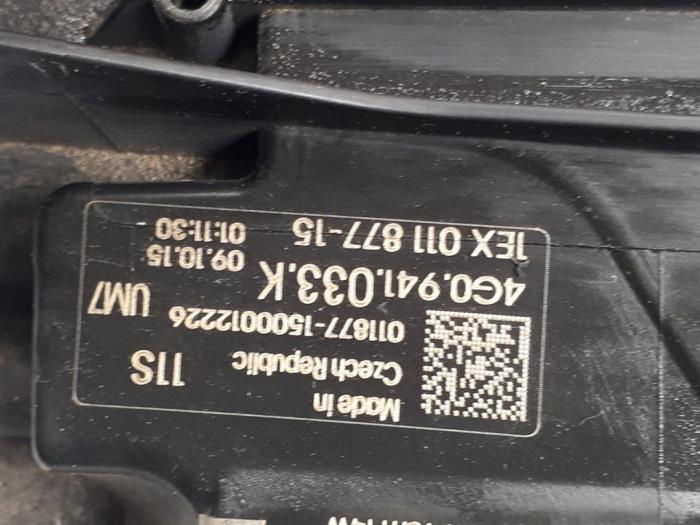 Made in
Czech Republic
11S
011877-1500012226
UM7
4G0.941.033.K
09.10.15
1EX 011 877-15
01:11:30